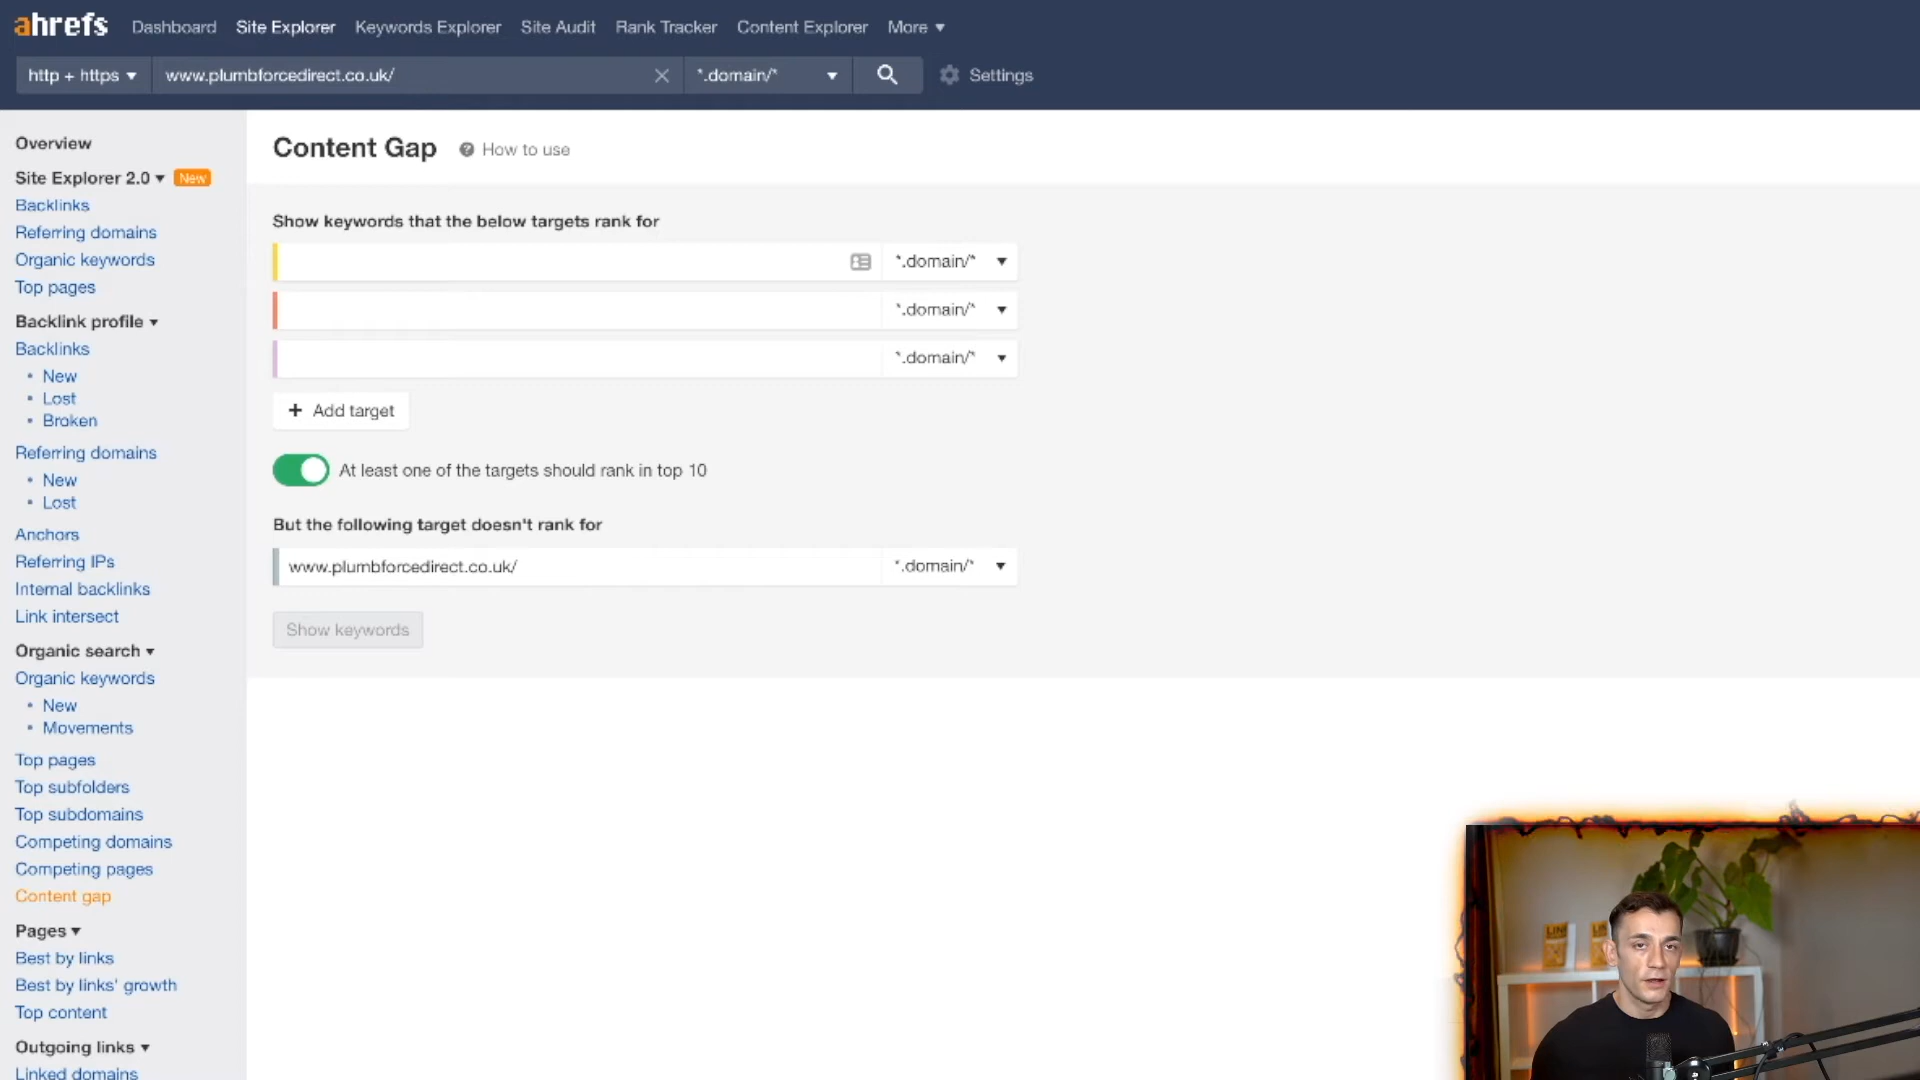 ahrefs Dashboard Site Explorer Keywords Explorer Site Audit Rank Tracker Content Explorer More
http + https www.plumbforcedirect.co.uk/ *.domain/* Settings
Overview
Site Explorer 2.0 New
Backlinks
Referring domains
Organic keywords
Top pages
Backlink profile
Backlinks
New
Lost
Broken
Referring domains
New
Lost
Anchors
Referring IPs
Internal backlinks
Link intersect
Organic search
Organic keywords
New
Movements
Top pages
Top subfolders
Top subdomains
Competing domains
Competing pages
Content gap
Pages
Best by links
Best by links' growth
Top content
Outgoing links
Linked domains
Content Gap How to use
Show keywords that the below targets rank for
*.domain/*
*.domain/*
*.domain/*
+ Add target
At least one of the targets should rank in top 10
But the following target doesn't rank for
www.plumbforcedirect.co.uk/ *.domain/*
Show keywords